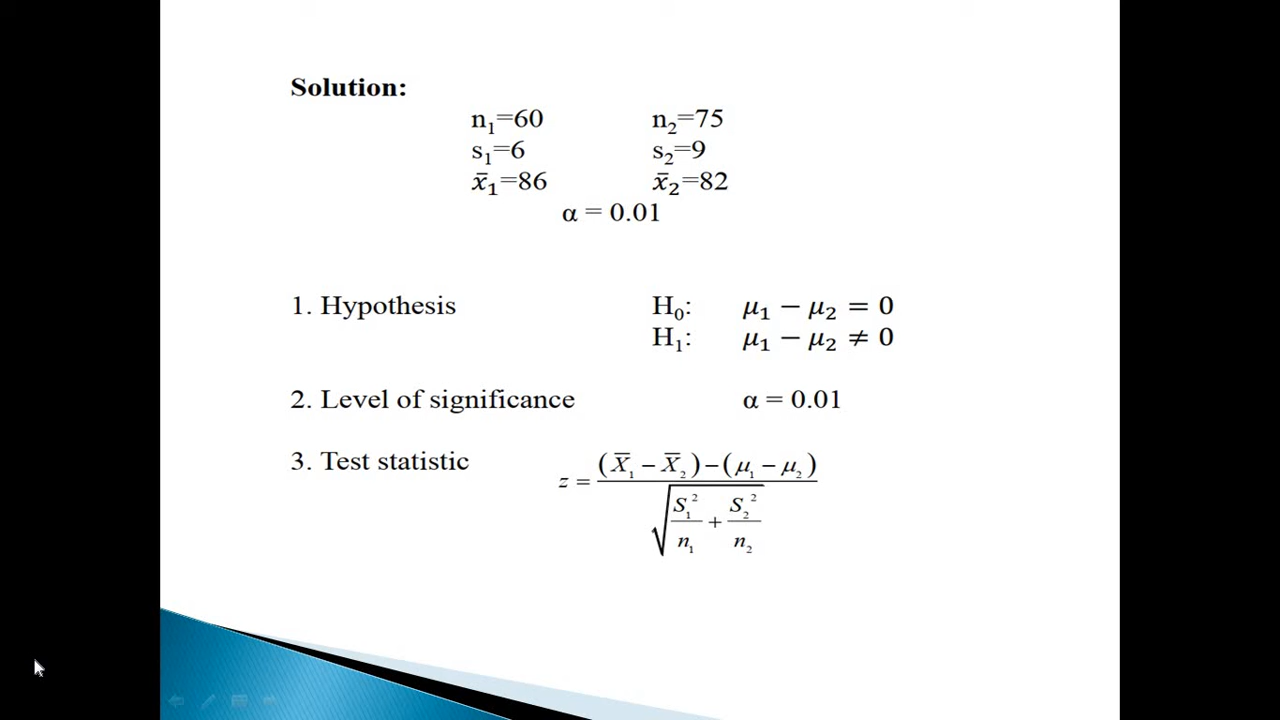 Solution:
n₁=60 n₂=75
s₁=6 s₂=9
x̄₁=86 x̄₂=82
α = 0.01
1. Hypothesis H₀: μ₁ − μ₂ = 0
H₁: μ₁ − μ₂ ≠ 0
2. Level of significance α = 0.01
3. Test statistic z = ((X̄₁ − X̄₂) − (μ₁ − μ₂)) / √(S₁²/n₁ + S₂²/n₂)